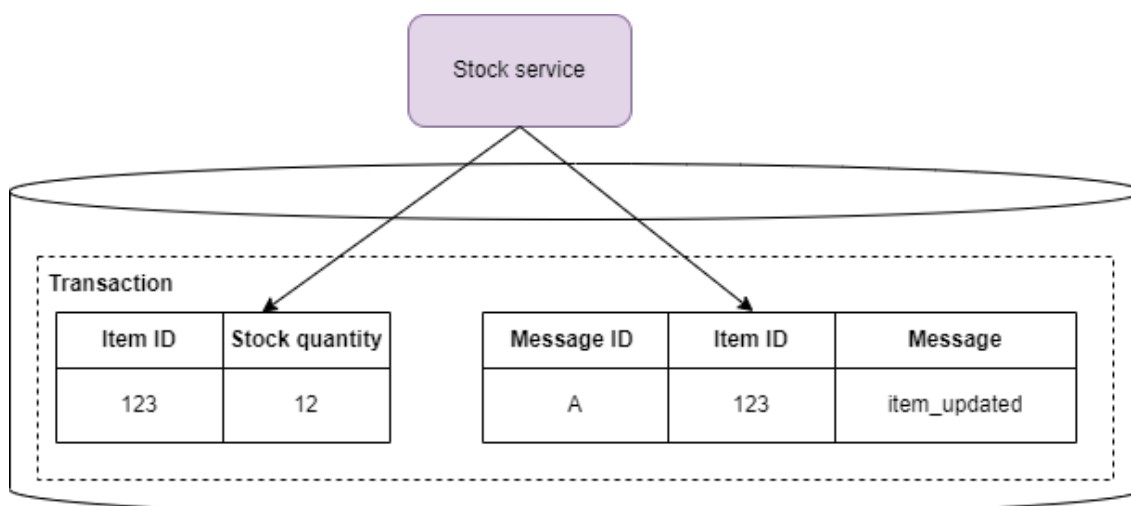 Stock service
Transaction
Item ID Stock quantity Message ID Item ID Message
123 12 A 123 item_updated